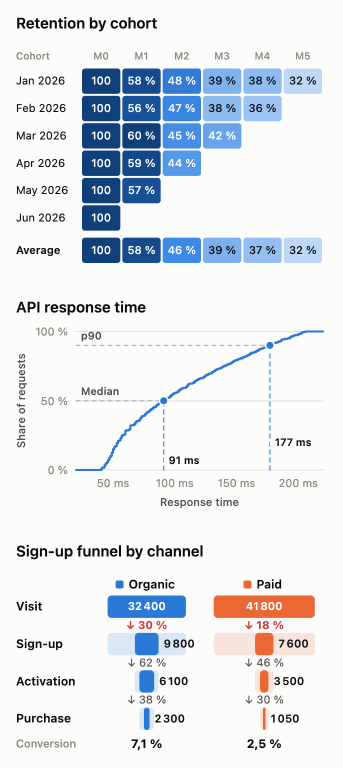 Retention by cohort
Cohort M0 M1 M2 M3 M4 M5
Jan 2026 100 58 % 48 % 39 % 38 % 32 %
Feb 2026 100 56 % 47 % 38 % 36 %
Mar 2026 100 60 % 45 % 42 %
Apr 2026 100 59 % 44 %
May 2026 100 57 %
Jun 2026 100
Average 100 58 % 46 % 39 % 37 % 32 %
API response time
100 %
p90
Median
50 %
Share of requests
177 ms
91 ms
0 %
50 ms 100 ms 150 ms 200 ms
Response time
Sign-up funnel by channel
Organic Paid
Visit 32 400 41 800
↓ 30 % ↓ 18 %
Sign-up 9 800 7 600
↓ 62 % ↓ 46 %
Activation 6 100 3 500
↓ 38 % ↓ 30 %
Purchase 2 300 1 050
Conversion 7,1 % 2,5 %